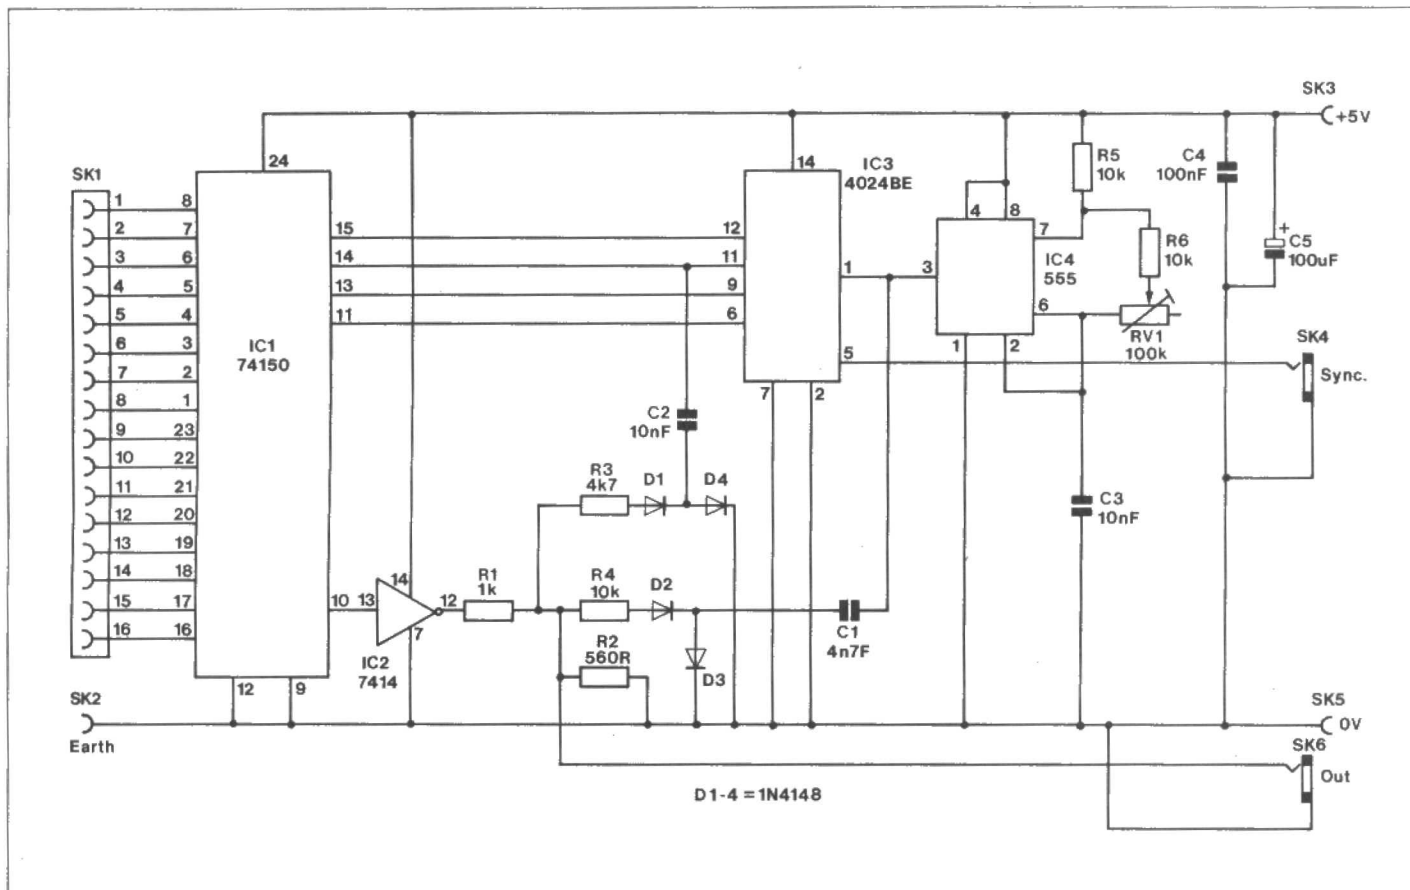 SK3
+5V
SK1
1 8
2 7
3 6
4 5
5 4
6 3
7 2
8 1
9 23
10 22
11 21
12 20
13 19
14 18
15 17
16 16
24
IC1
74150
15
14
13
11
10
12
9
SK2
Earth
13
14
12
7
IC2
7414
R1
1k
R3
4k7
D1
D4
R4
10k
D2
R2
560R
D3
C2
10nF
C1
4n7F
14
IC3
4024BE
12
11
9
6
1
5
7
2
4
8
3
7
6
1
2
IC4
555
R5
10k
R6
10k
RV1
100k
C3
10nF
C4
100nF
+
C5
100uF
SK4
Sync.
SK5
0V
SK6
Out
D1-4 =1N4148